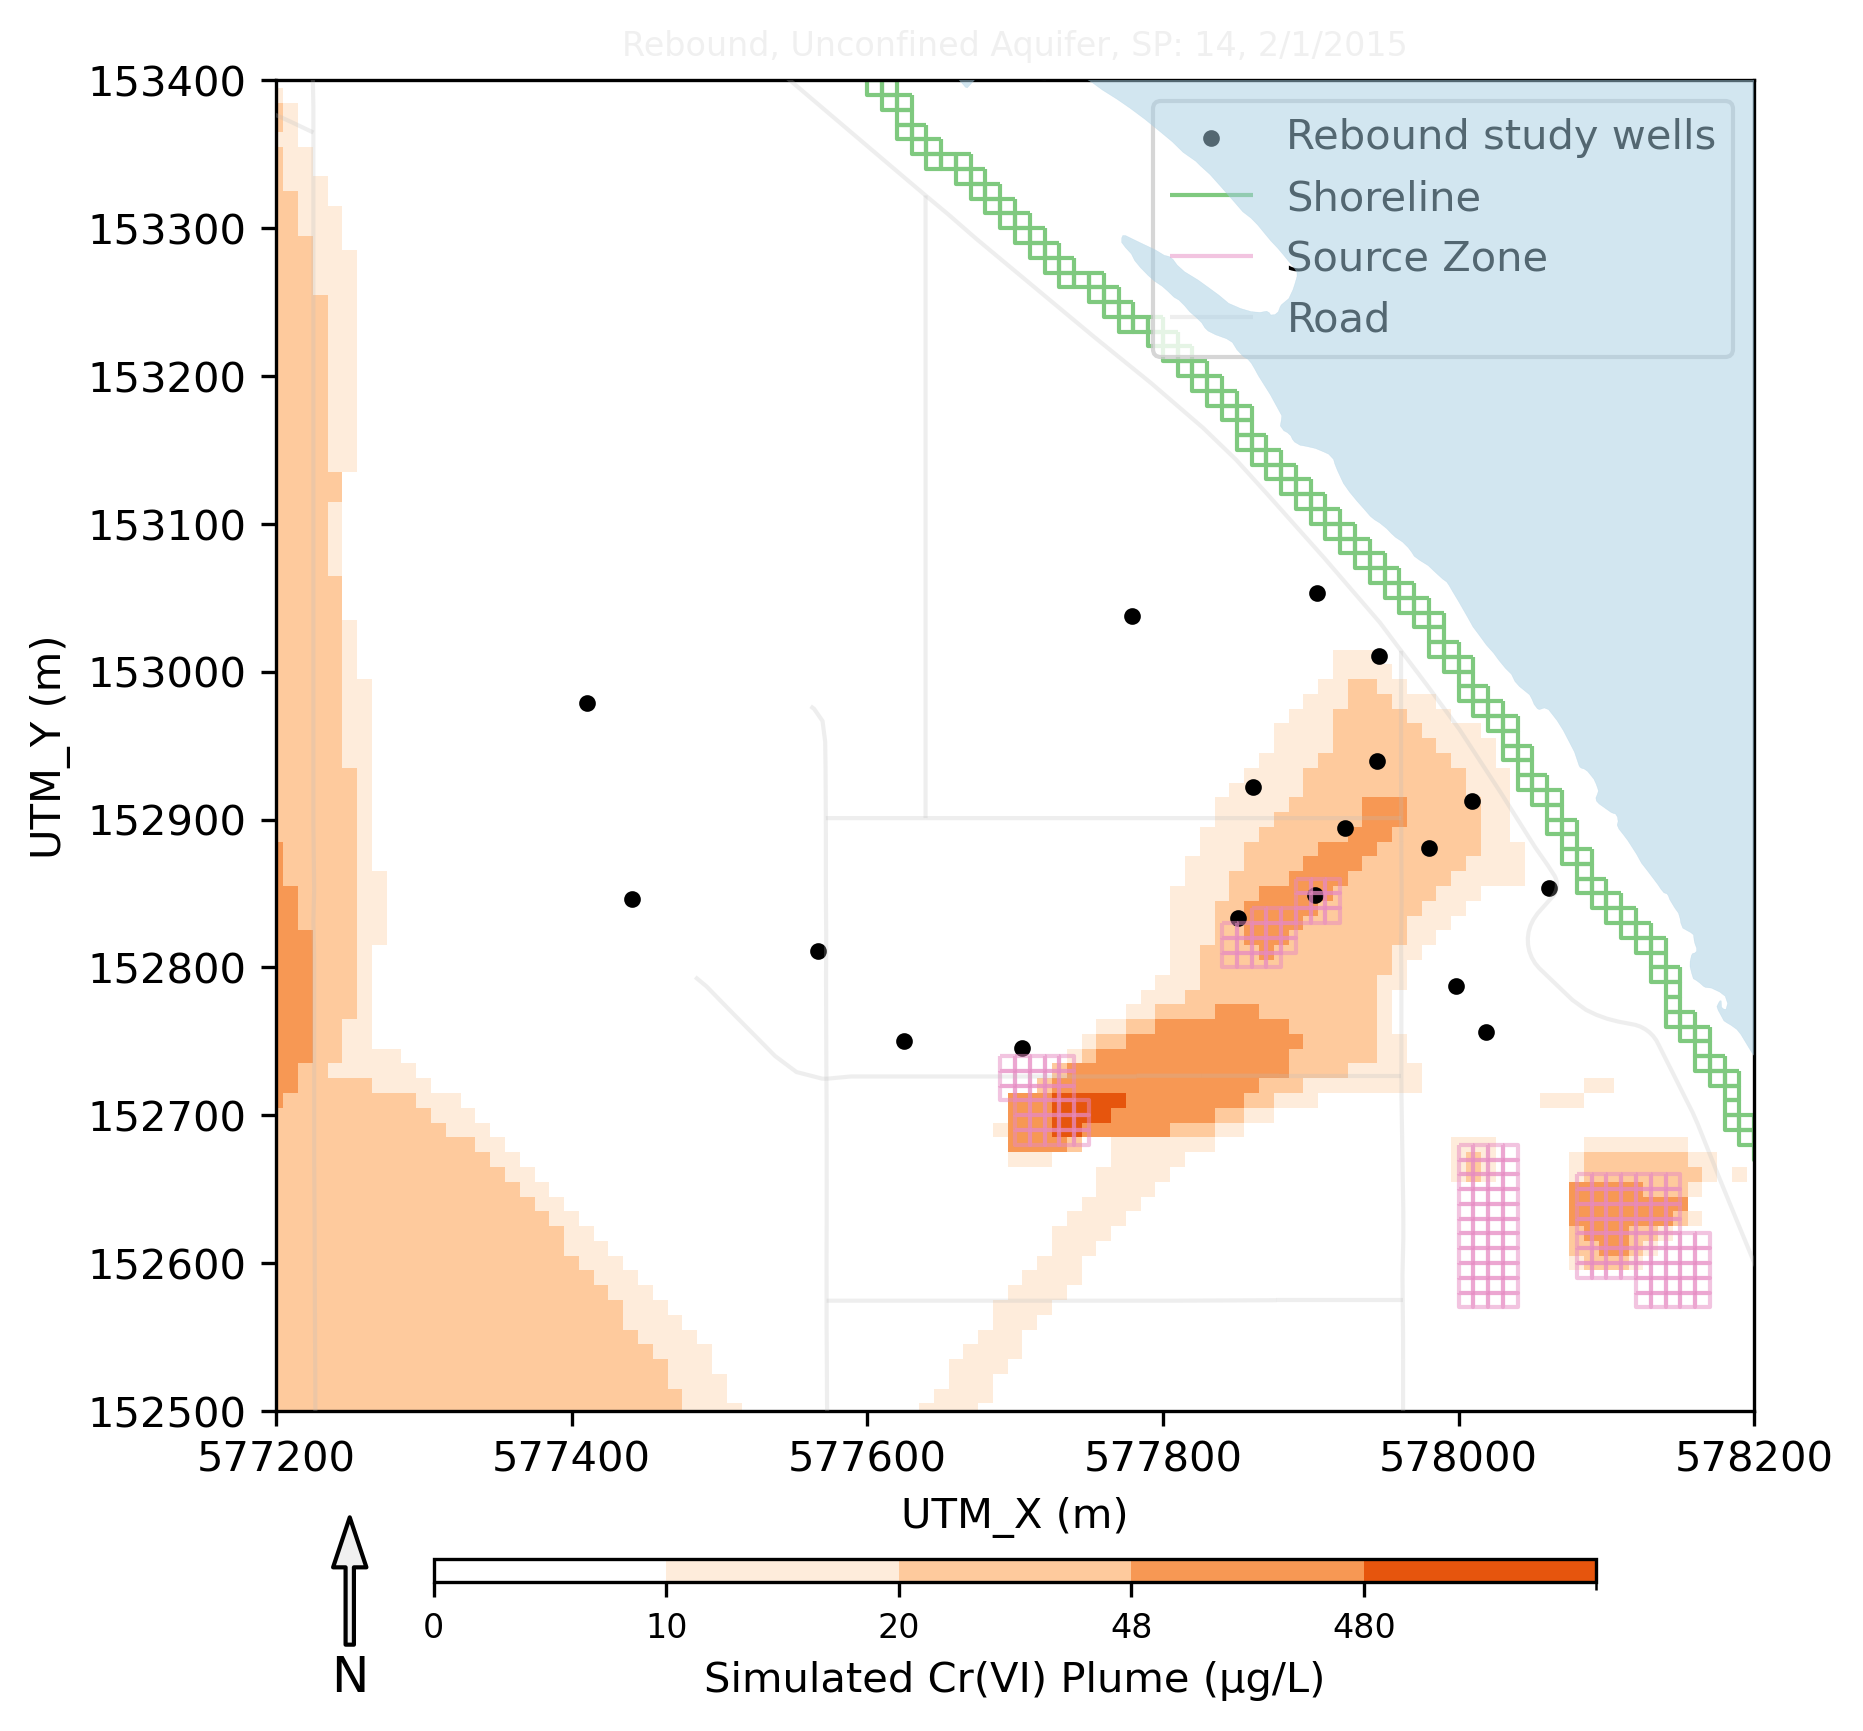 Rebound, Unconfined Aquifer, SP: 14, 2/1/2015
153400
153300
153200
153100
153000
152900
152800
152700
152600
152500
UTM_Y (m)
Rebound study wells
Shoreline
Source Zone
Road
577200 577400 577600 577800 578000 578200
UTM_X (m)
N
0 10 20 48 480
Simulated Cr(VI) Plume (μg/L)